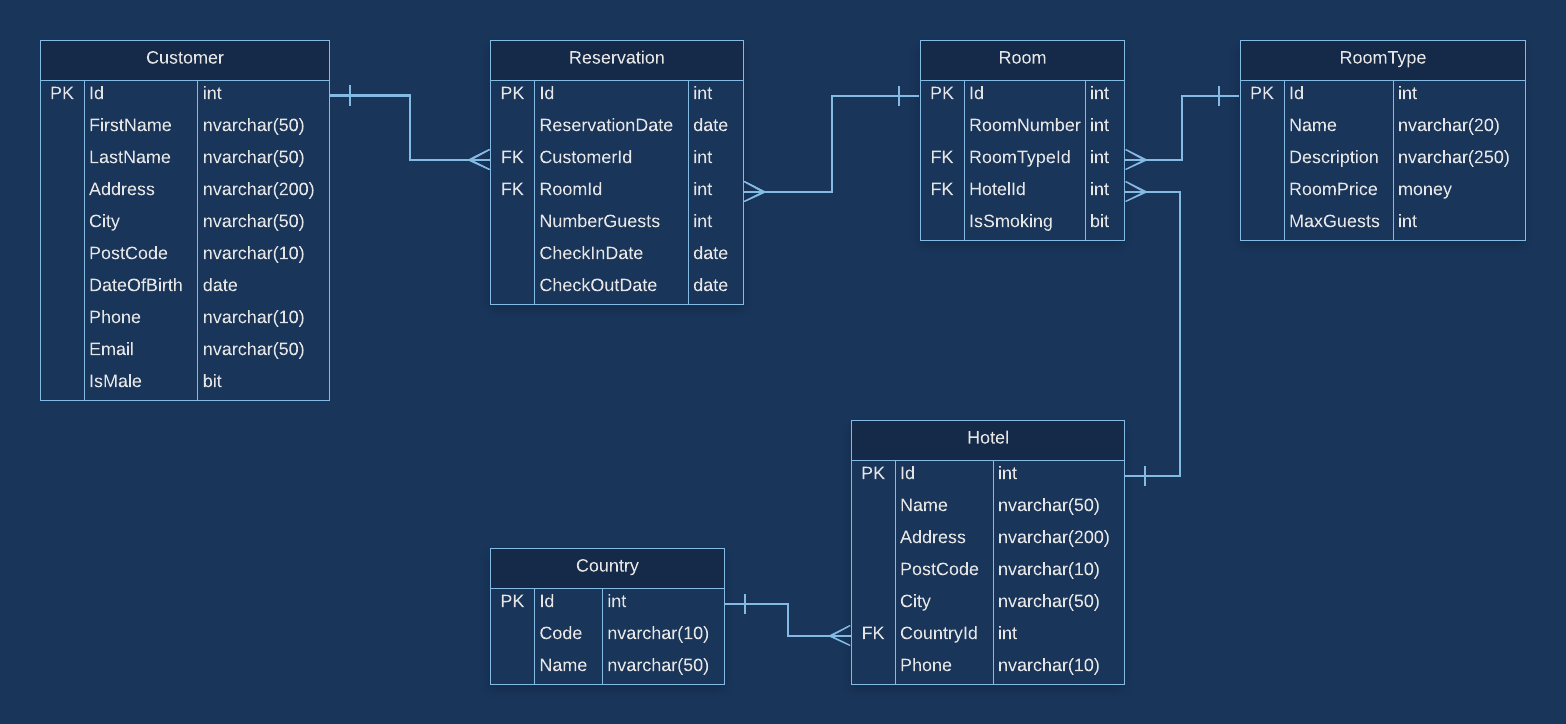 Customer
PK Id int
FirstName nvarchar(50)
LastName nvarchar(50)
Address nvarchar(200)
City nvarchar(50)
PostCode nvarchar(10)
DateOfBirth date
Phone nvarchar(10)
Email nvarchar(50)
IsMale bit
Reservation
PK Id int
ReservationDate date
FK CustomerId int
FK RoomId int
NumberGuests int
CheckInDate date
CheckOutDate date
Room
PK Id int
RoomNumber int
FK RoomTypeId int
FK HotelId int
IsSmoking bit
RoomType
PK Id int
Name nvarchar(20)
Description nvarchar(250)
RoomPrice money
MaxGuests int
Hotel
PK Id int
Name nvarchar(50)
Address nvarchar(200)
PostCode nvarchar(10)
City nvarchar(50)
FK CountryId int
Phone nvarchar(10)
Country
PK Id int
Code nvarchar(10)
Name nvarchar(50)